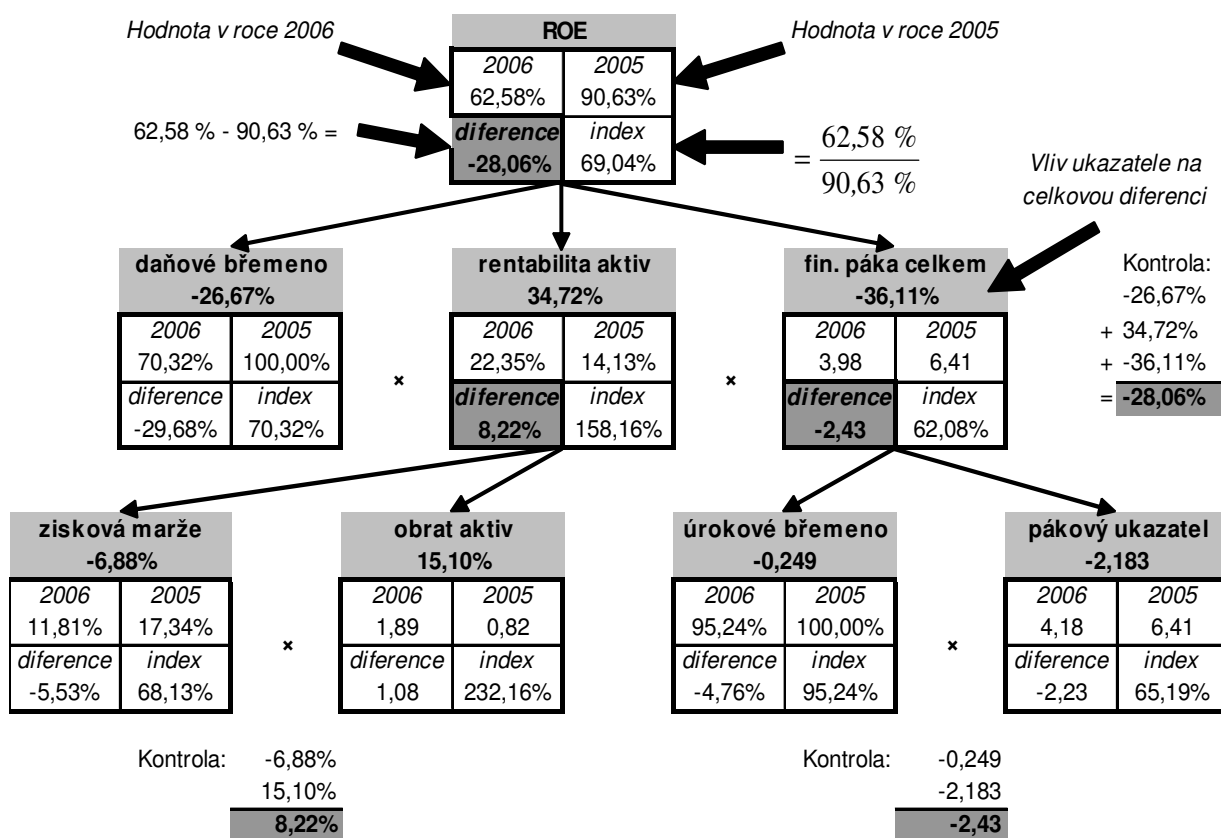 Hodnota v roce 2006
ROE
Hodnota v roce 2005
2006 2005
62,58% 90,63%
62,58 % - 90,63 % =
diference index
-28,06% 69,04%
= 62,58 %
90,63 %
Vliv ukazatele na
celkovou diferenci
daňové břemeno
-26,67%
2006 2005
70,32% 100,00%
diference index
-29,68% 70,32%
×
rentabilita aktiv
34,72%
2006 2005
22,35% 14,13%
diference index
8,22% 158,16%
×
fin. páka celkem
-36,11%
2006 2005
3,98 6,41
diference index
-2,43 62,08%
Kontrola:
-26,67%
+ 34,72%
+ -36,11%
= -28,06%
zisková marže
-6,88%
2006 2005
11,81% 17,34%
diference index
-5,53% 68,13%
×
obrat aktiv
15,10%
2006 2005
1,89 0,82
diference index
1,08 232,16%
úrokové břemeno
-0,249
2006 2005
95,24% 100,00%
diference index
-4,76% 95,24%
×
pákový ukazatel
-2,183
2006 2005
4,18 6,41
diference index
-2,23 65,19%
Kontrola: -6,88%
15,10%
8,22%
Kontrola: -0,249
-2,183
-2,43